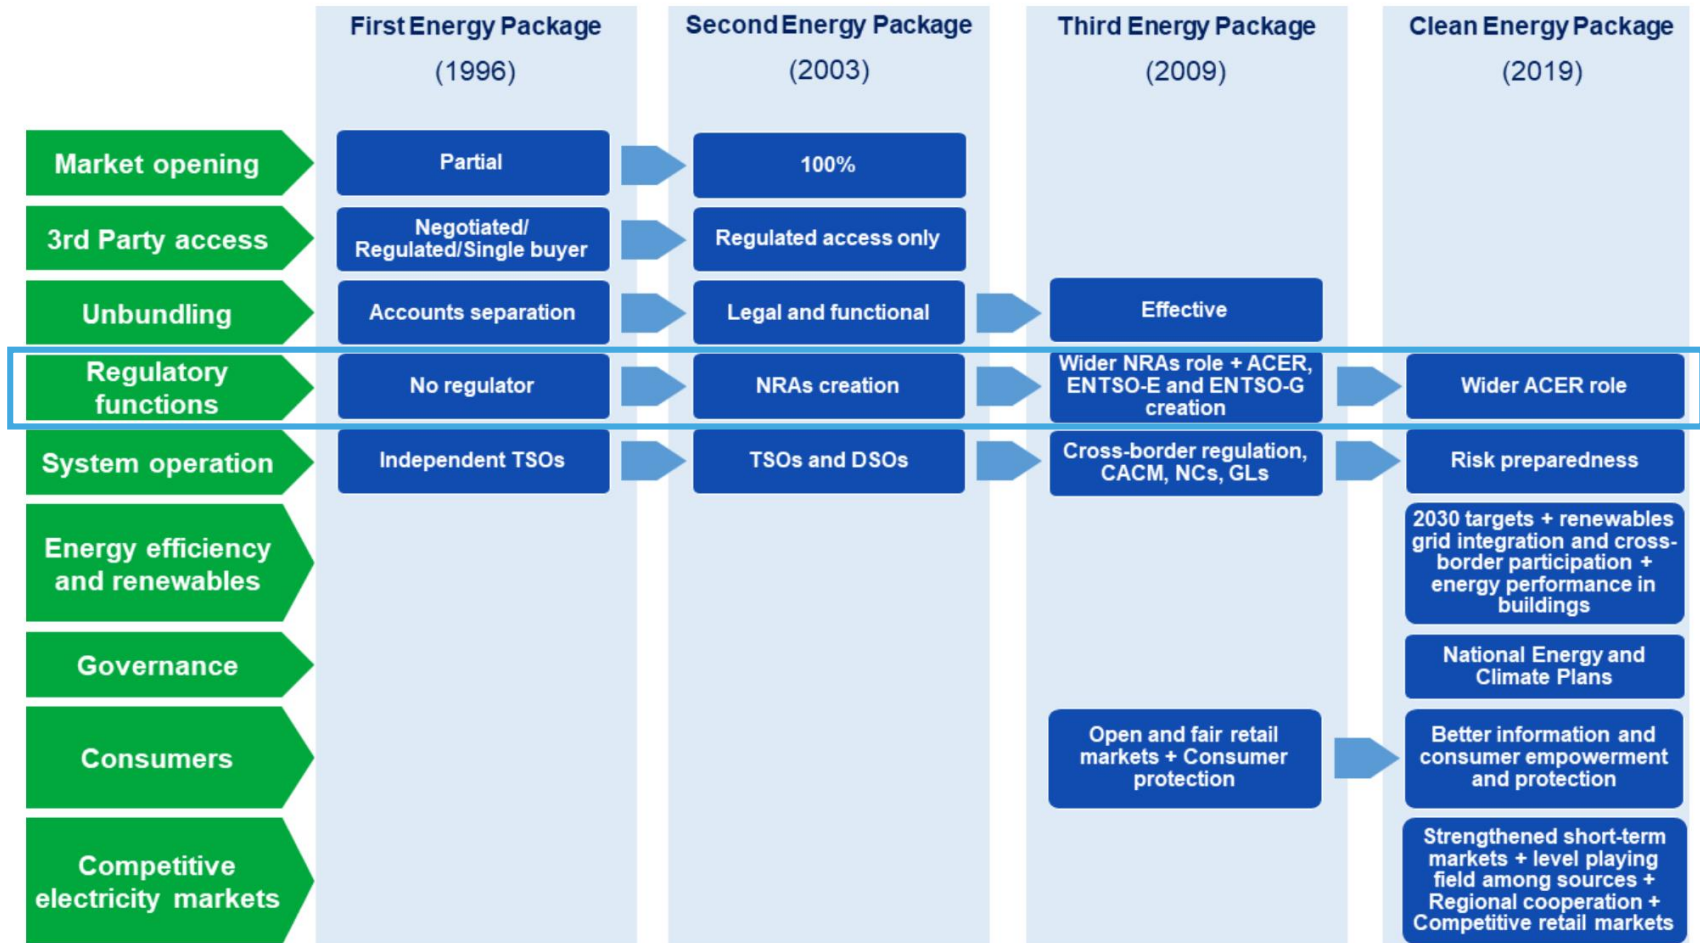 First Energy Package
(1996)
Second Energy Package
(2003)
Third Energy Package
(2009)
Clean Energy Package
(2019)
Market opening
Partial
100%
3rd Party access
Negotiated/
Regulated/Single buyer
Regulated access only
Unbundling
Accounts separation
Legal and functional
Effective
Regulatory
functions
No regulator
NRAs creation
Wider NRAs role + ACER,
ENTSO-E and ENTSO-G
creation
Wider ACER role
System operation
Independent TSOs
TSOs and DSOs
Cross-border regulation,
CACM, NCs, GLs
Risk preparedness
Energy efficiency
and renewables
2030 targets + renewables
grid integration and cross-
border participation +
energy performance in
buildings
Governance
National Energy and
Climate Plans
Consumers
Open and fair retail
markets + Consumer
protection
Better information and
consumer empowerment
and protection
Competitive
electricity markets
Strengthened short-term
markets + level playing
field among sources +
Regional cooperation +
Competitive retail markets